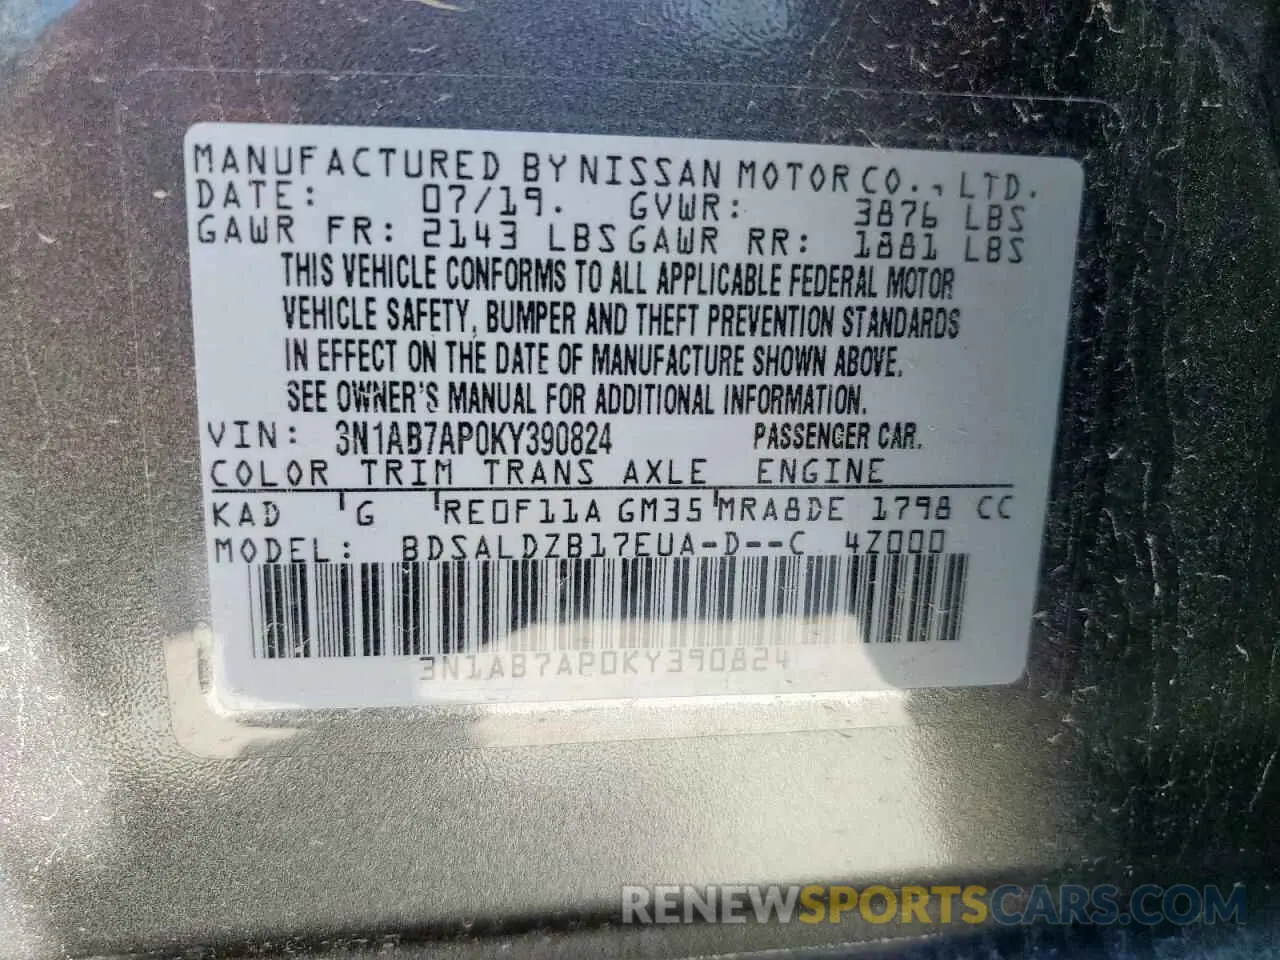 MANUFACTURED BY NISSAN MOTOR CO., LTD.
DATE: 07/19. GVWR: 3876 LBS
GAWR FR: 2143 LBS GAWR RR: 1881 LBS
THIS VEHICLE CONFORMS TO ALL APPLICABLE FEDERAL MOTOR
VEHICLE SAFETY, BUMPER AND THEFT PREVENTION STANDARDS
IN EFFECT ON THE DATE OF MANUFACTURE SHOWN ABOVE.
SEE OWNER'S MANUAL FOR ADDITIONAL INFORMATION.
VIN: 3N1AB7AP0KY390824 PASSENGER CAR.
COLOR TRIM TRANS AXLE ENGINE
KAD G RE0F11A GM35 MRA8DE 1798 CC
MODEL: BDSALDZB17EUA-D--C 4Z000
3N1AB7AP0KY390824
RENEWSPORTSCARS.COM